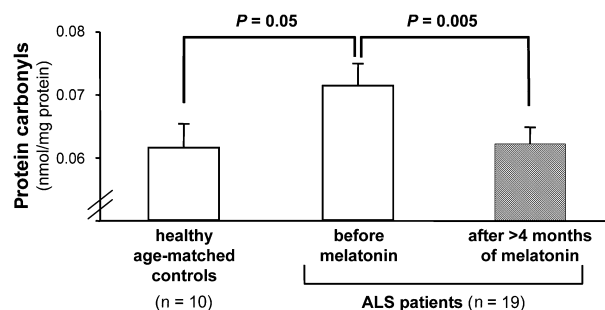 P = 0.05
P = 0.005
Protein carbonyls
(nmol/mg protein)
0.08
0.07
0.06
0
healthy
age-matched
controls
(n = 10)
before
melatonin
after >4 months
of melatonin
ALS patients (n = 19)